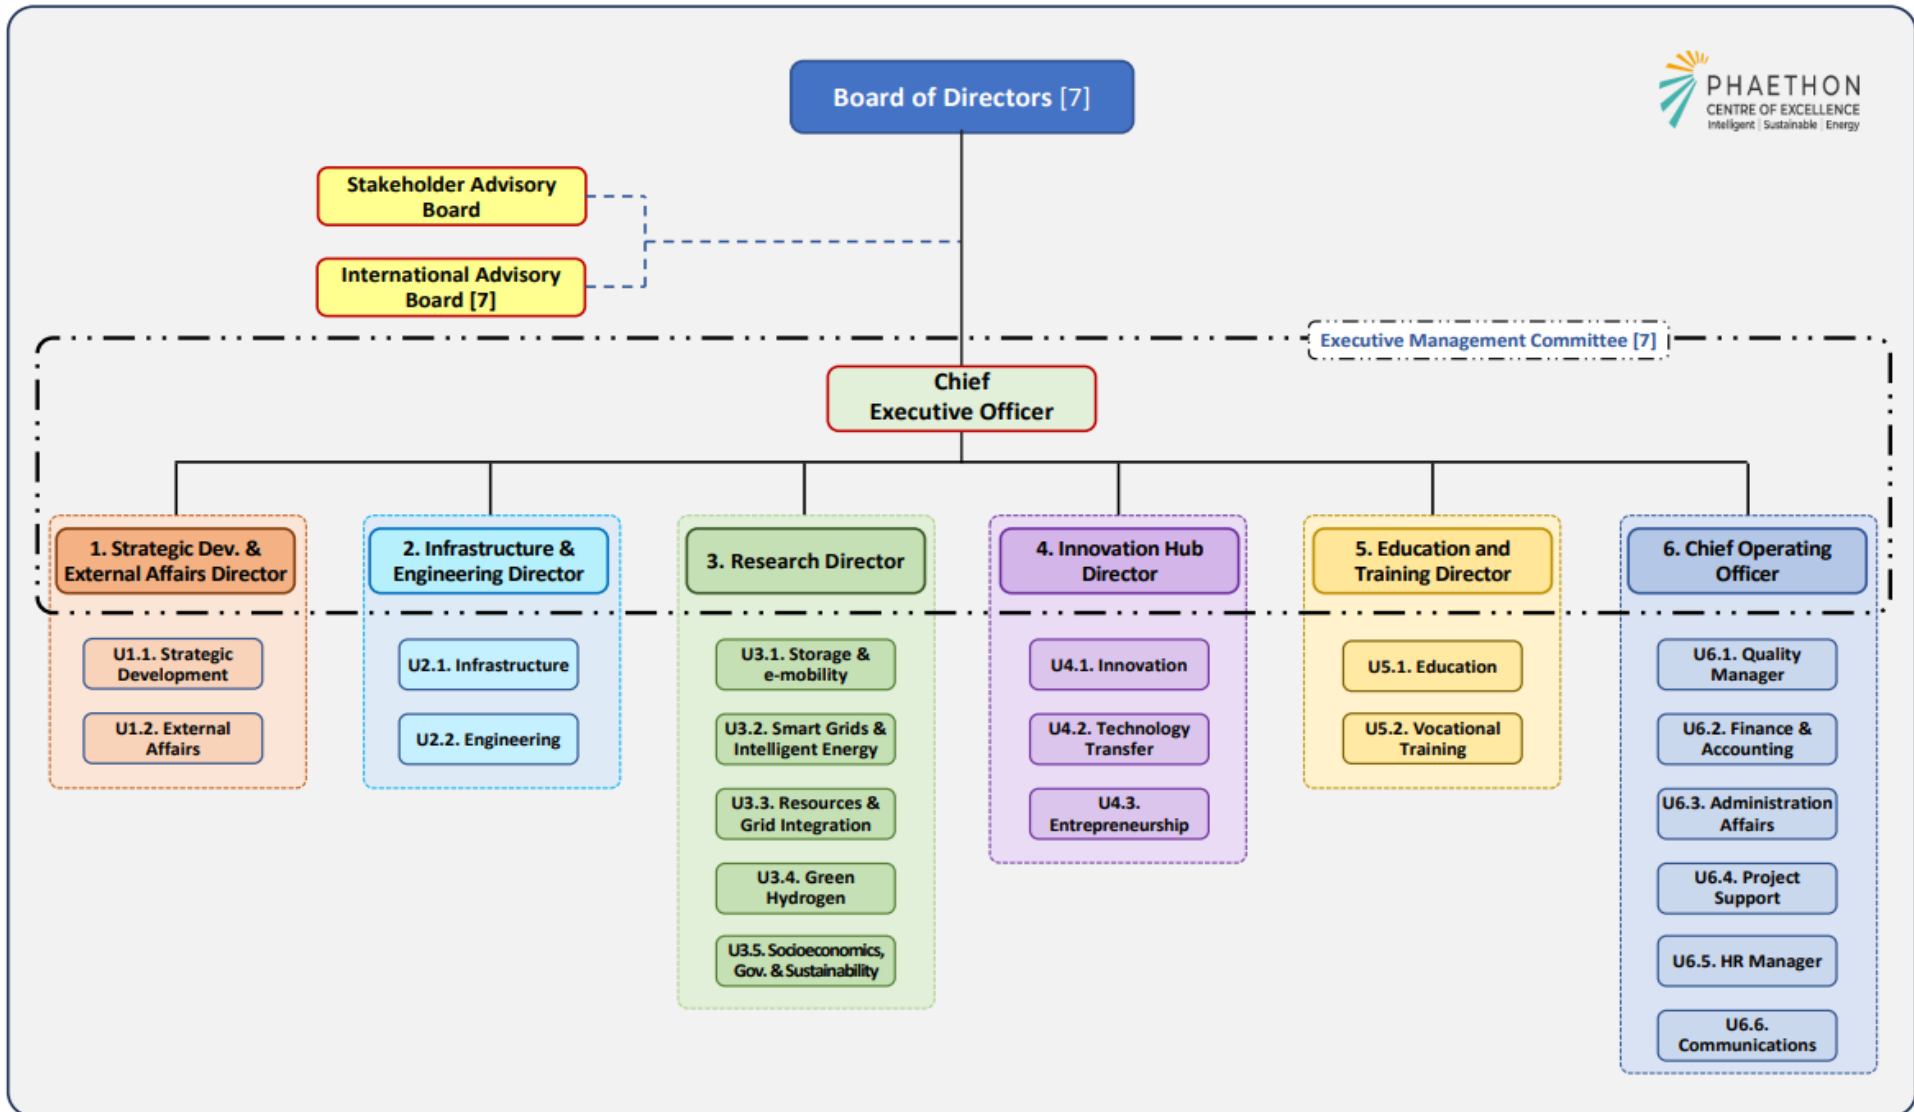 Board of Directors [7]
PHAETHON
CENTRE OF EXCELLENCE
Intelligent | Sustainable | Energy
Stakeholder Advisory
Board
International Advisory
Board [7]
Executive Management Committee [7]
Chief
Executive Officer
1. Strategic Dev. &
External Affairs Director
U1.1. Strategic
Development
U1.2. External
Affairs
2. Infrastructure &
Engineering Director
U2.1. Infrastructure
U2.2. Engineering
3. Research Director
U3.1. Storage &
e-mobility
U3.2. Smart Grids &
Intelligent Energy
U3.3. Resources &
Grid Integration
U3.4. Green
Hydrogen
U3.5. Socioeconomics,
Gov. & Sustainability
4. Innovation Hub
Director
U4.1. Innovation
U4.2. Technology
Transfer
U4.3.
Entrepreneurship
5. Education and
Training Director
U5.1. Education
U5.2. Vocational
Training
6. Chief Operating
Officer
U6.1. Quality
Manager
U6.2. Finance &
Accounting
U6.3. Administration
Affairs
U6.4. Project
Support
U6.5. HR Manager
U6.6.
Communications